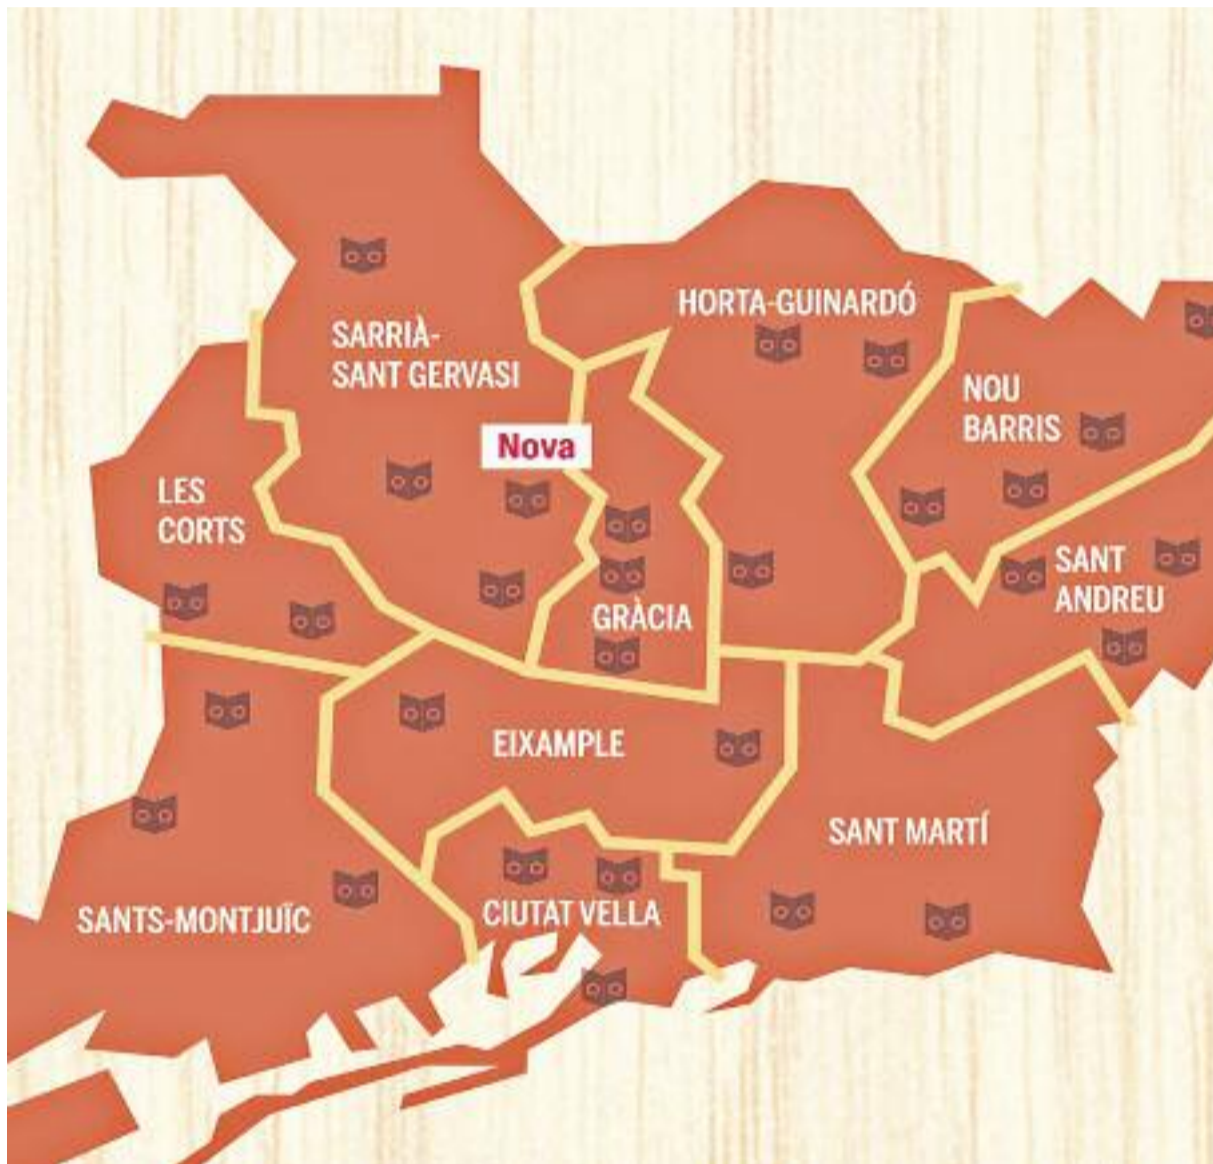 HORTA-GUINARDÓ
SARRIÀ-
SANT GERVASI
NOU
BARRIS
Nova
LES
CORTS
SANT
ANDREU
GRÀCIA
EIXAMPLE
SANT MARTÍ
SANTS-MONTJUÏC
CIUTAT VELLA